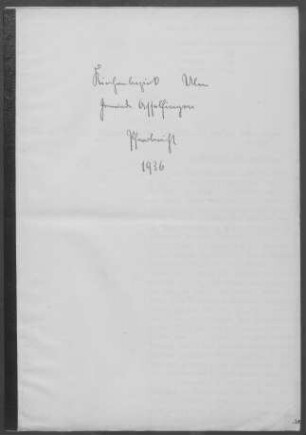 Kirchenbezirk Ulm
Gemeinde Asselfingen
Pfarrbericht
1936